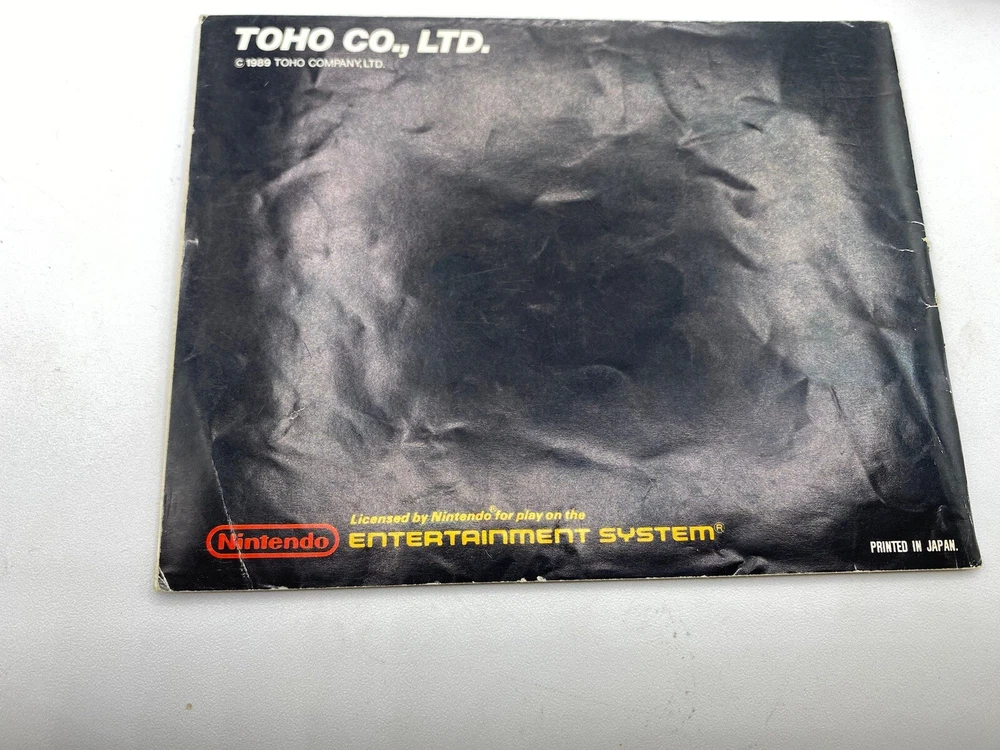 TOHO CO., LTD.
© 1989 TOHO COMPANY, LTD.
Licensed by Nintendo® for play on the
Nintendo ENTERTAINMENT SYSTEM®
PRINTED IN JAPAN.